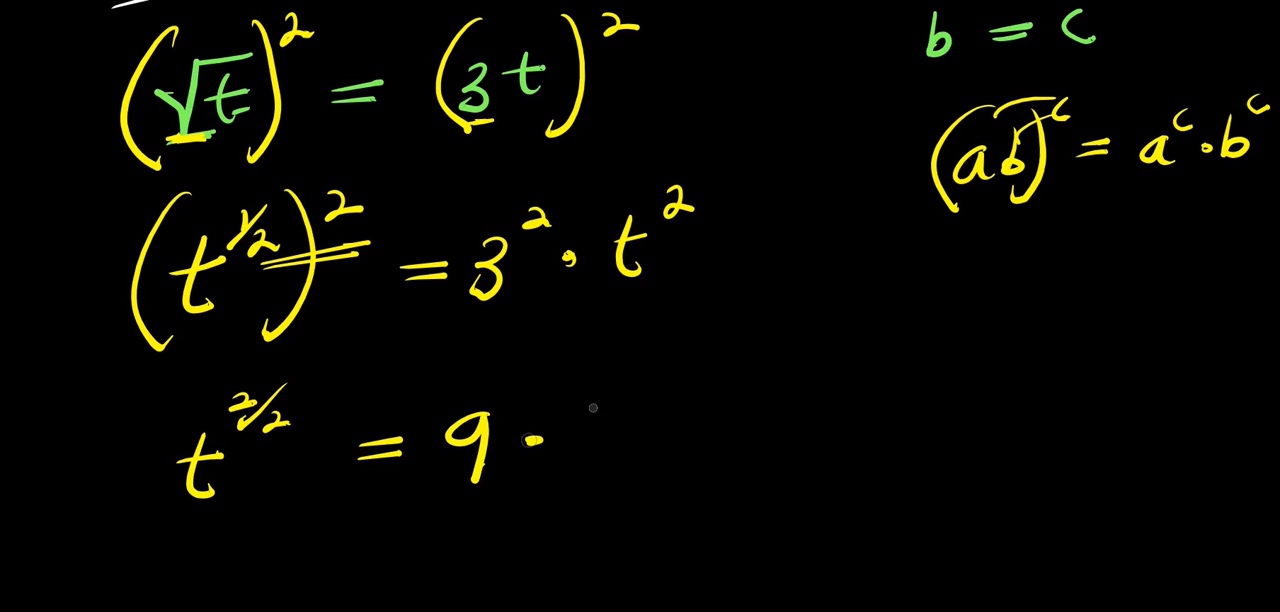 (√t)² = (3t)²
(t^{1/2})² = 3² · t²
t^{2/2} = 9 ·
b = c
(ab)^c = a^c · b^c